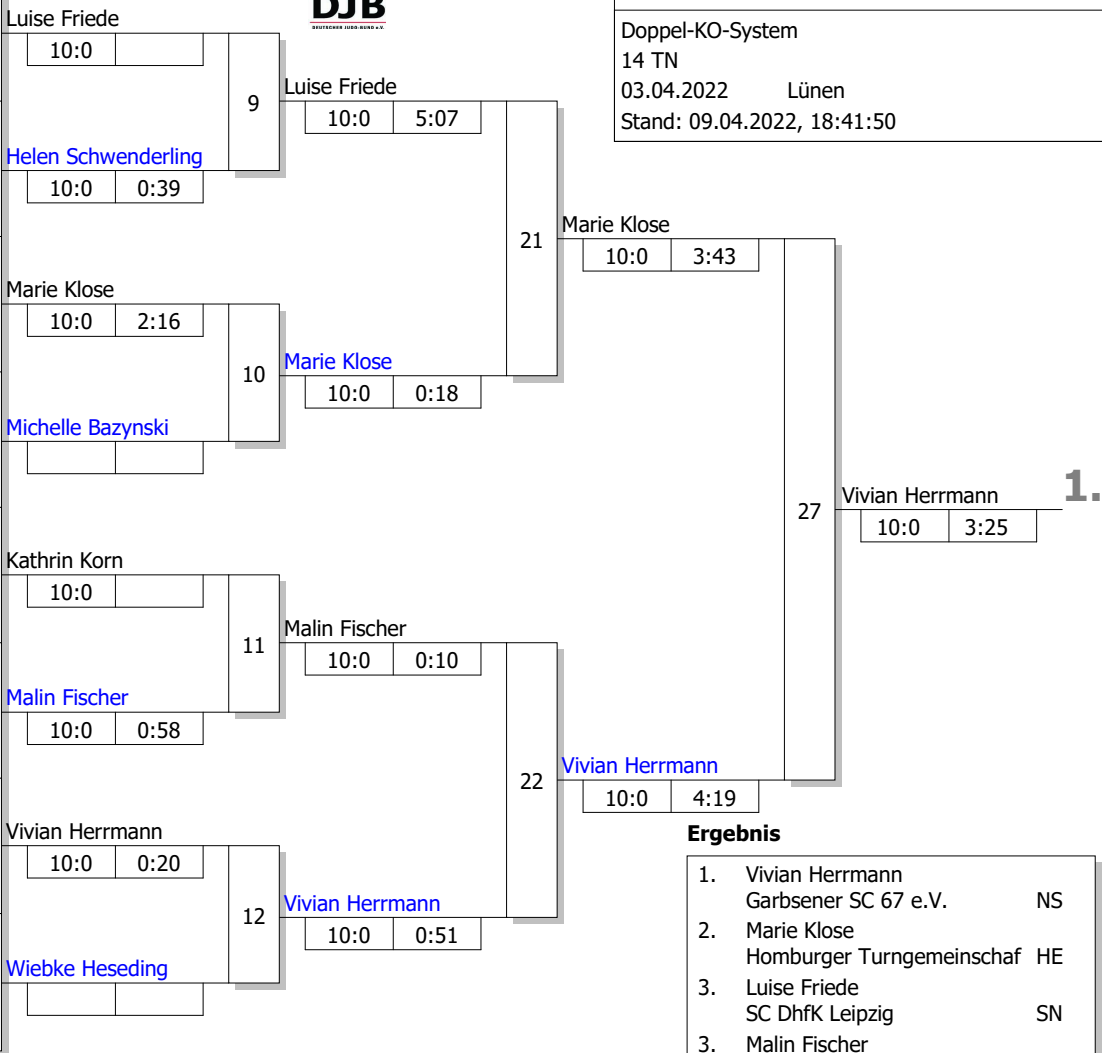 DJB
DEUTSCHER JUDO-BUND e.V.
Doppel-KO-System
14 TN
03.04.2022 Lünen
Stand: 09.04.2022, 18:41:50
Luise Friede
10:0
9
Luise Friede
10:0 5:07
Helen Schwenderling
10:0 0:39
21
Marie Klose
10:0 3:43
Marie Klose
10:0 2:16
10
Marie Klose
10:0 0:18
Michelle Bazynski
27
Vivian Herrmann
1.
10:0 3:25
Kathrin Korn
10:0
11
Malin Fischer
10:0 0:10
Malin Fischer
10:0 0:58
22
Vivian Herrmann
10:0 4:19
Vivian Herrmann
10:0 0:20
12
Vivian Herrmann
10:0 0:51
Wiebke Heseding
Ergebnis
1. Vivian Herrmann
Garbsener SC 67 e.V. NS
2. Marie Klose
Homburger Turngemeinschaf HE
3. Luise Friede
SC DhfK Leipzig SN
3. Malin Fischer